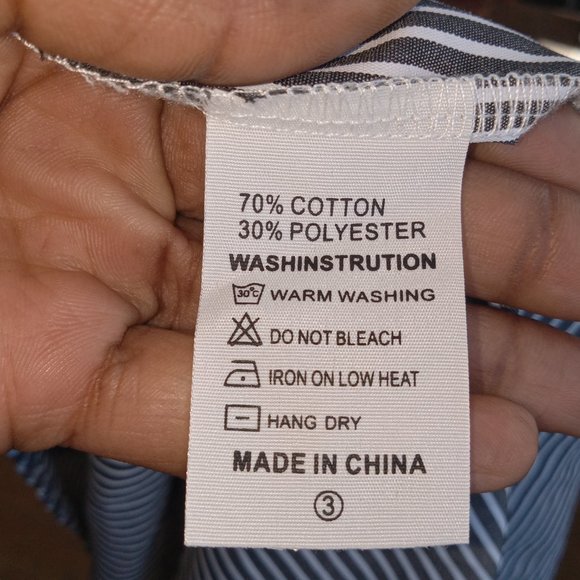 70% COTTON
30% POLYESTER
WASHINSTRUTION
30°C WARM WASHING
DO NOT BLEACH
IRON ON LOW HEAT
HANG DRY
MADE IN CHINA
3